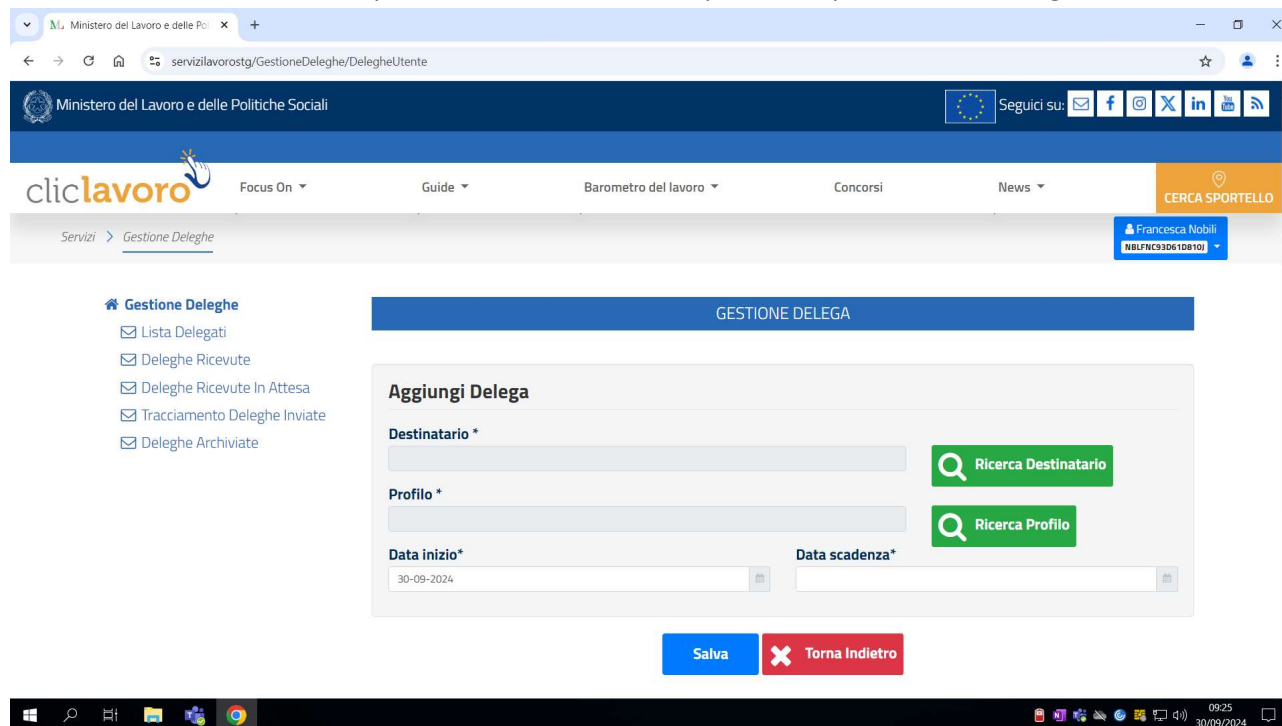 Ministero del Lavoro e delle Pol
servizilavorostg/GestioneDeleghe/DelegheUtente
Ministero del Lavoro e delle Politiche Sociali
Seguici su:
cliclavoro
Focus On
Guide
Barometro del lavoro
Concorsi
News
CERCA SPORTELLO
Servizi > Gestione Deleghe
Francesca Nobili
NBLFNC93D61D810J
Gestione Deleghe
Lista Delegati
Deleghe Ricevute
Deleghe Ricevute In Attesa
Tracciamento Deleghe Inviate
Deleghe Archiviate
GESTIONE DELEGA
Aggiungi Delega
Destinatario *
Ricerca Destinatario
Profilo *
Ricerca Profilo
Data inizio*
Data scadenza*
30-09-2024
Salva
Torna Indietro
09:25
30/09/2024